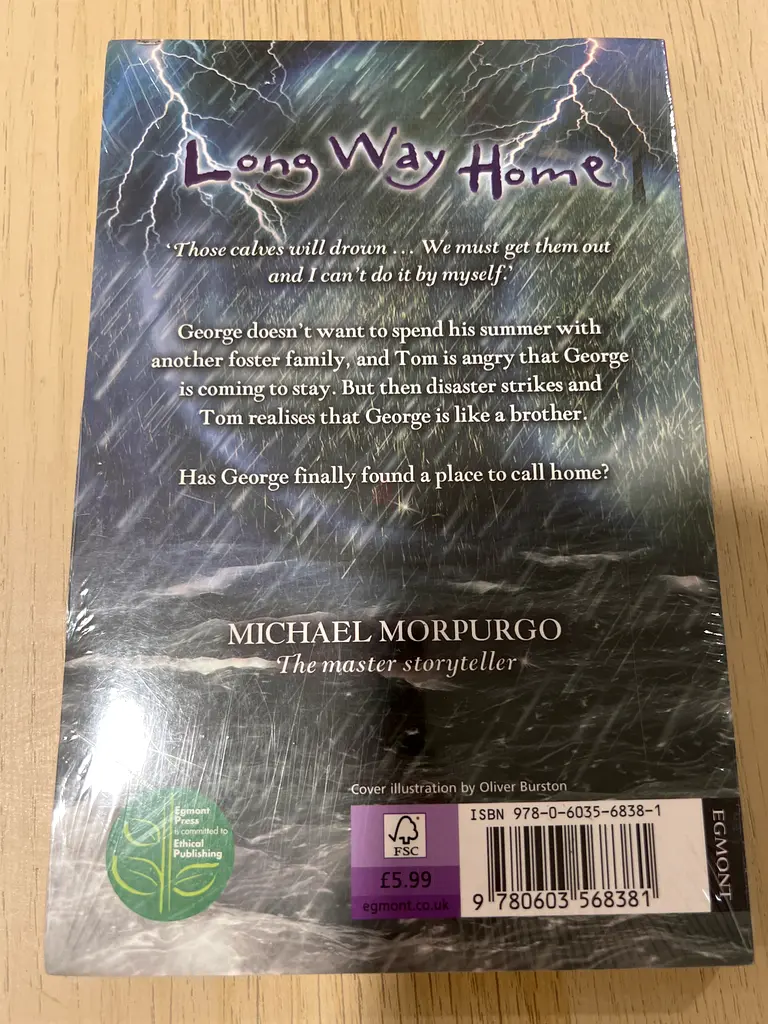 Long Way Home
‘Those calves will drown ... We must get them out
and I can’t do it by myself.’
George doesn’t want to spend his summer with
another foster family, and Tom is angry that George
is coming to stay. But then disaster strikes and
Tom realises that George is like a brother.
Has George finally found a place to call home?
MICHAEL MORPURGO
The master storyteller
Cover illustration by Oliver Burston
Egmont
Press
is committed to
Ethical
Publishing
FSC
£5.99
egmont.co.uk
ISBN 978-0-6035-6838-1
9 780603 568381
EGMONT